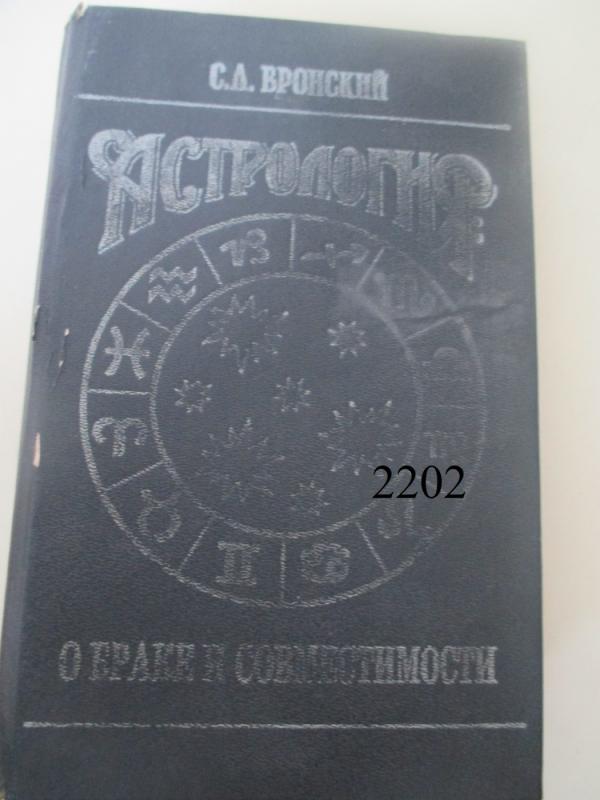 С.А. ВРОНСКИЙ
АСТРОЛОГИЯ:
2202
О БРАКЕ И СОВМЕСТИМОСТИ